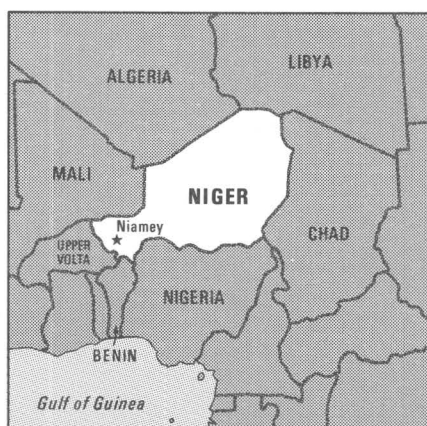 ALGERIA
LIBYA
MALI
NIGER
Niamey
CHAD
UPPER
VOLTA
NIGERIA
BENIN
Gulf of Guinea